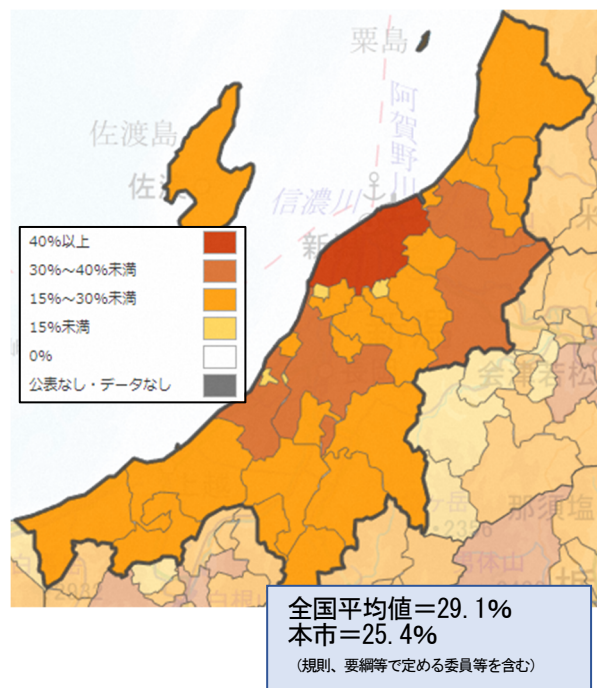 粟島
阿賀野川
佐渡島
佐
信濃川
新
40%以上
30%～40%未満
15%～30%未満
15%未満
0%
公表なし・データなし
会津若松
那須塩
全国平均値＝29.1%
本市＝25.4%
（規則、要綱等で定める委員等を含む）